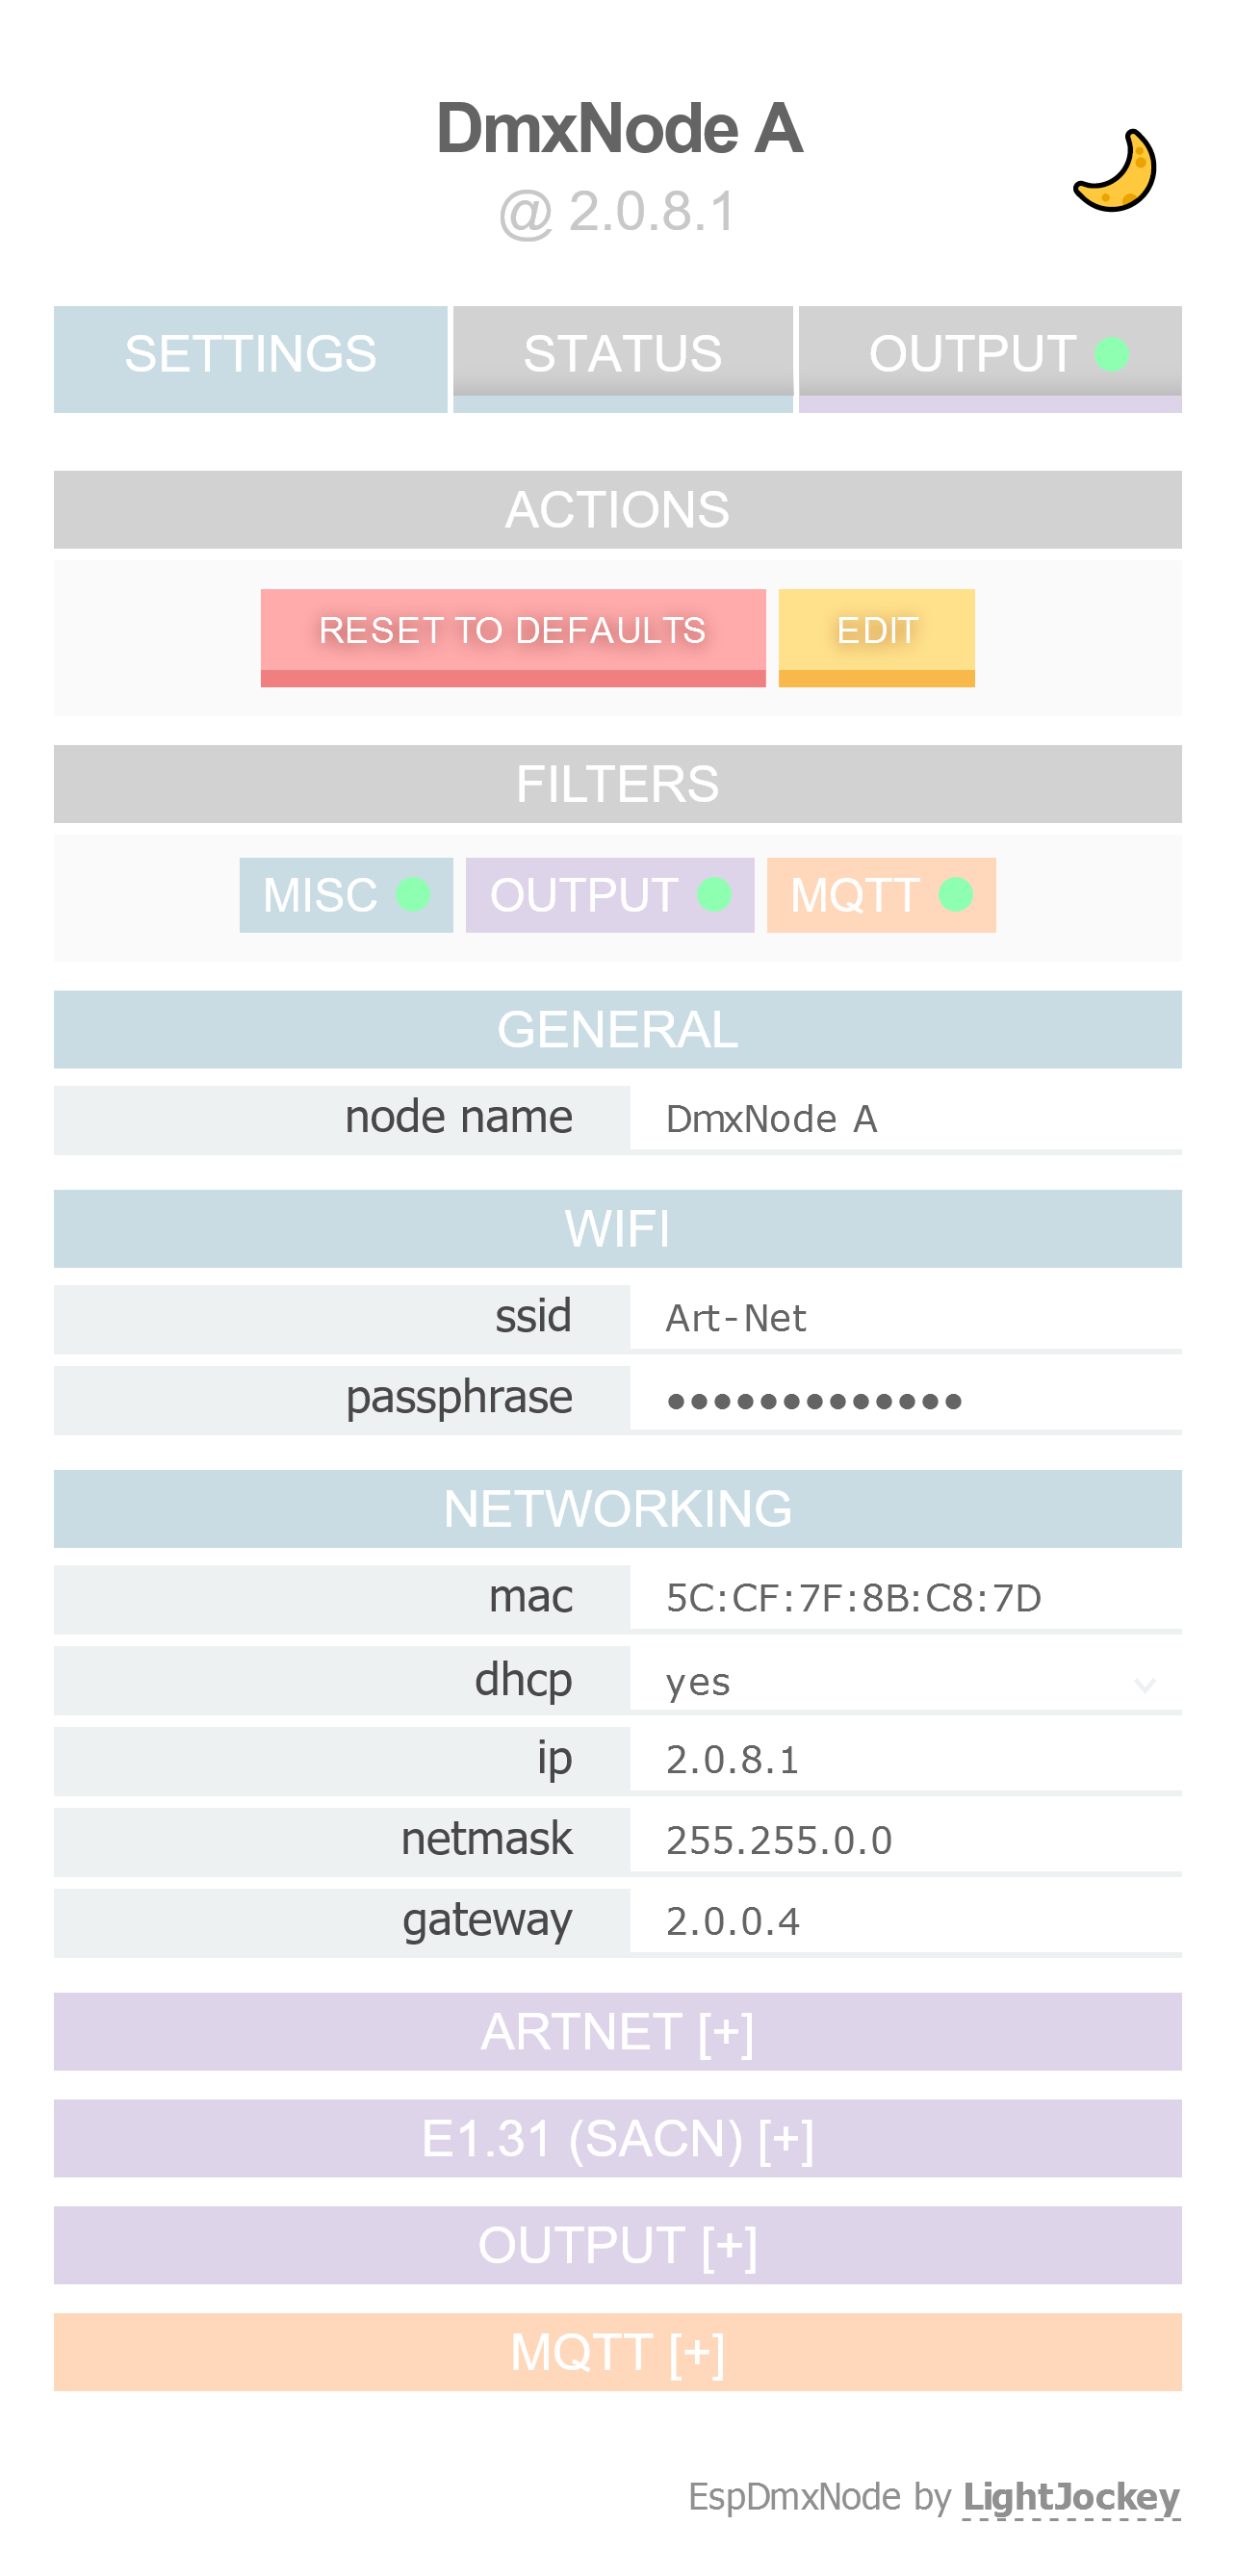 DmxNode A
@ 2.0.8.1
SETTINGS STATUS OUTPUT
ACTIONS
RESET TO DEFAULTS EDIT
FILTERS
MISC OUTPUT MQTT
GENERAL
node name DmxNode A
WIFI
ssid Art-Net
passphrase •••••••••••••
NETWORKING
mac 5C:CF:7F:8B:C8:7D
dhcp yes
ip 2.0.8.1
netmask 255.255.0.0
gateway 2.0.0.4
ARTNET [+]
E1.31 (SACN) [+]
OUTPUT [+]
MQTT [+]
EspDmxNode by LightJockey